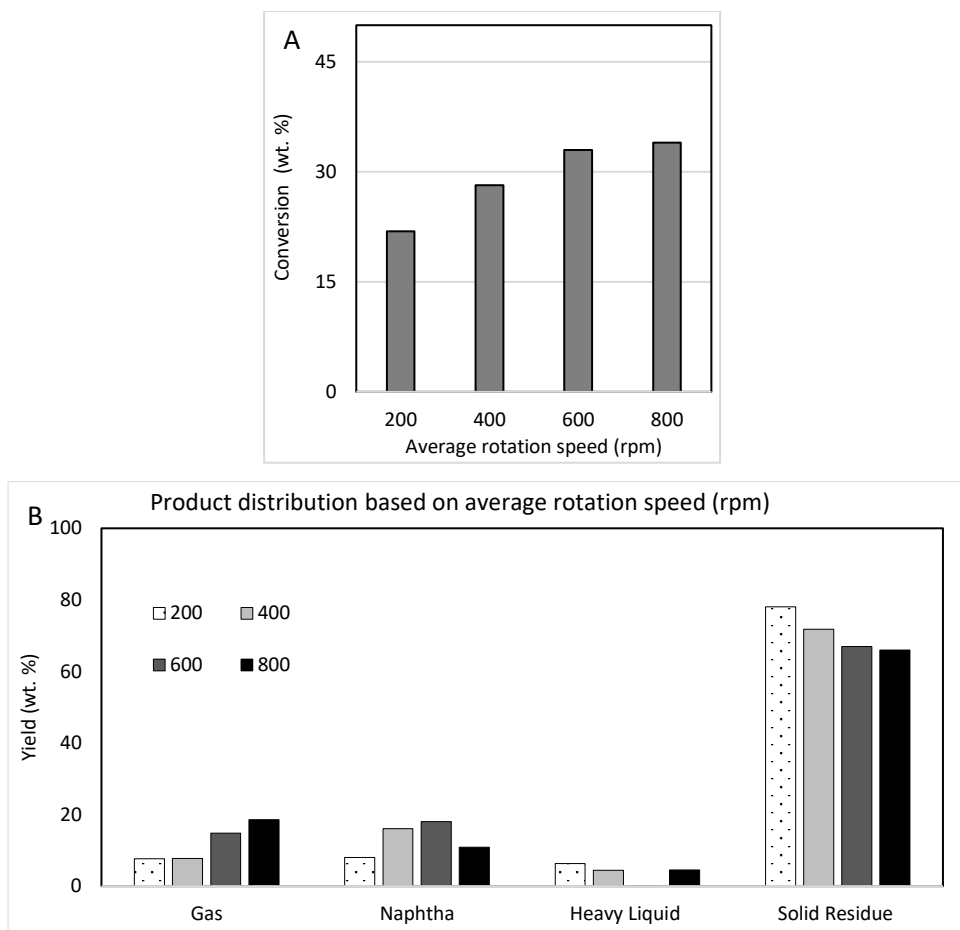 A
Conversion (wt. %)
45
30
15
0
200 400 600 800
Average rotation speed (rpm)
B
Product distribution based on average rotation speed (rpm)
Yield (wt. %)
100
80
60
40
20
0
200 400
600 800
Gas Naphtha Heavy Liquid Solid Residue